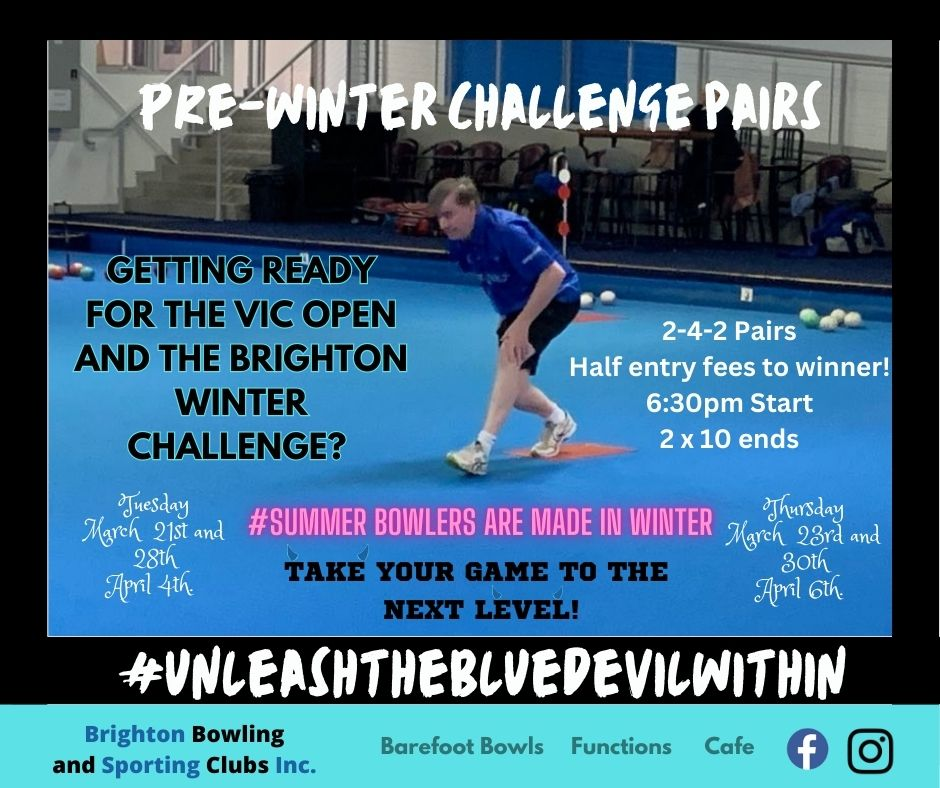 PRE-WINTER CHALLENGE PAIRS
GETTING READY
FOR THE VIC OPEN
AND THE BRIGHTON
WINTER
CHALLENGE?
2-4-2 Pairs
Half entry fees to winner!
6:30pm Start
2 x 10 ends
Tuesday
March 21st and
28th
April 4th.
#SUMMER BOWLERS ARE MADE IN WINTER
TAKE YOUR GAME TO THE
NEXT LEVEL!
Thursday
March 23rd and
30th
April 6th.
#UNLEASHTHEBLUEDEVILWITHIN
Brighton Bowling
and Sporting Clubs Inc.
Barefoot Bowls Functions Cafe